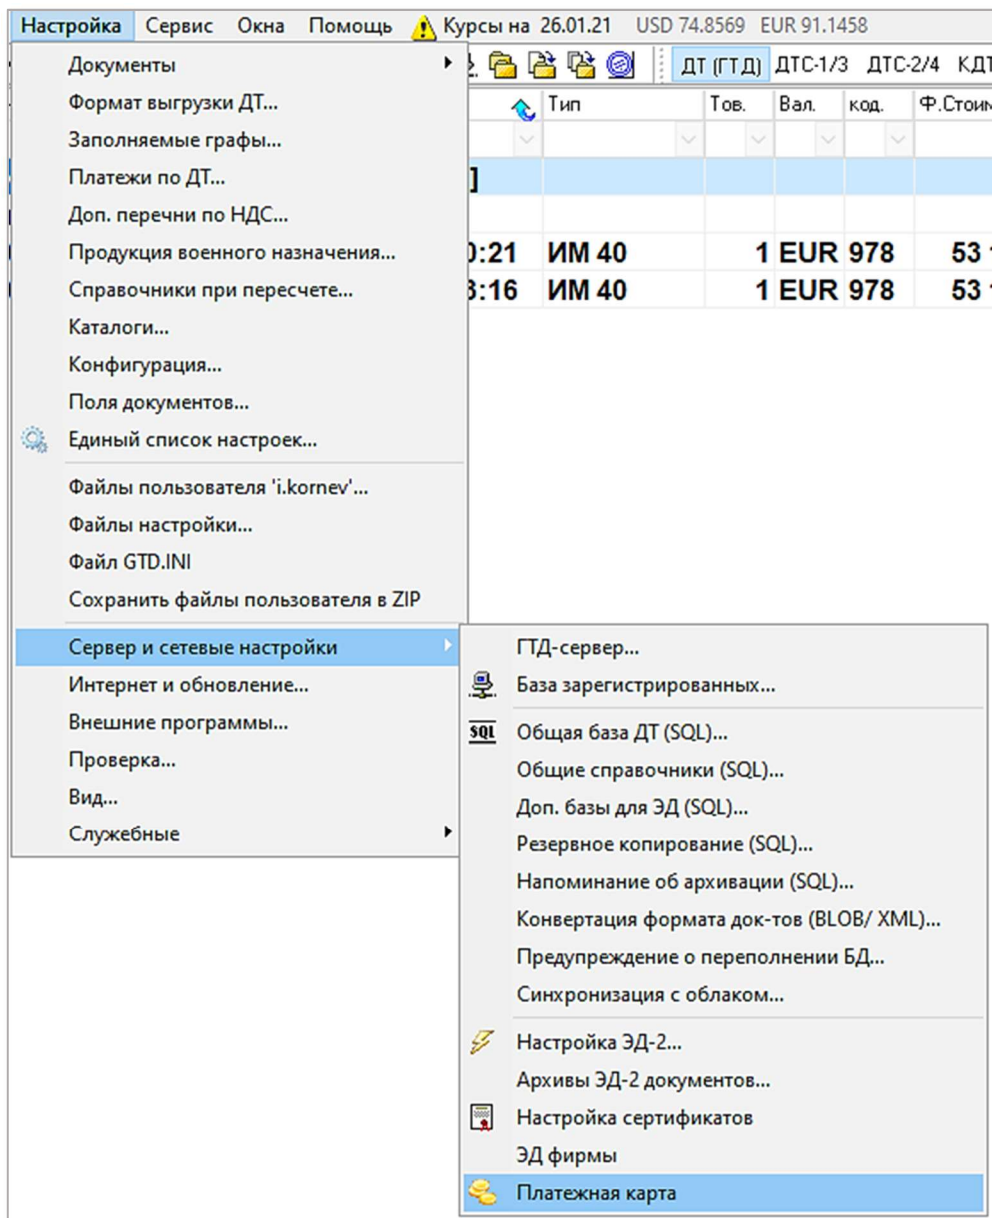 Настройка Сервис Окна Помощь Курсы на 26.01.21 USD 74.8569 EUR 91.1458
ДТ (ГТД) ДТС-1/3 ДТС-2/4
Тип Тов. Вал. код.
ИМ 40 1 EUR 978 53
ИМ 40 1 EUR 978 53
Документы
Формат выгрузки ДТ...
Заполняемые графы...
Платежи по ДТ...
Доп. перечни по НДС...
Продукция военного назначения...
Справочники при пересчете...
Каталоги...
Конфигурация...
Поля документов...
Единый список настроек...
Файлы пользователя 'i.kornev'...
Файлы настройки...
Файл GTD.INI
Сохранить файлы пользователя в ZIP
Сервер и сетевые настройки
Интернет и обновление...
Внешние программы...
Проверка...
Вид...
Служебные
ГТД-сервер...
База зарегистрированных...
SQL Общая база ДТ (SQL)...
Общие справочники (SQL)...
Доп. базы для ЭД (SQL)...
Резервное копирование (SQL)...
Напоминание об архивации (SQL)...
Конвертация формата док-тов (BLOB/ XML)...
Предупреждение о переполнении БД...
Синхронизация с облаком...
Настройка ЭД-2...
Архивы ЭД-2 документов...
Настройка сертификатов
ЭД фирмы
Платежная карта